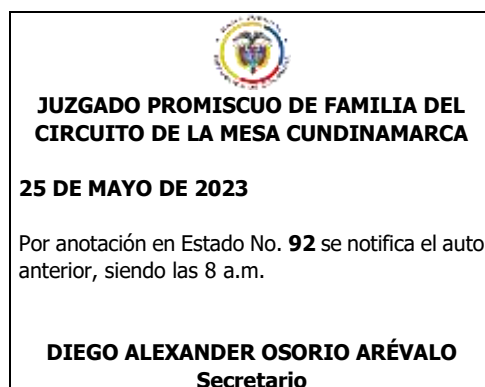 JUZGADO PROMISCUO DE FAMILIA DEL
CIRCUITO DE LA MESA CUNDINAMARCA
25 DE MAYO DE 2023
Por anotación en Estado No. 92 se notifica el auto
anterior, siendo las 8 a.m.
DIEGO ALEXANDER OSORIO ARÉVALO
Secretario